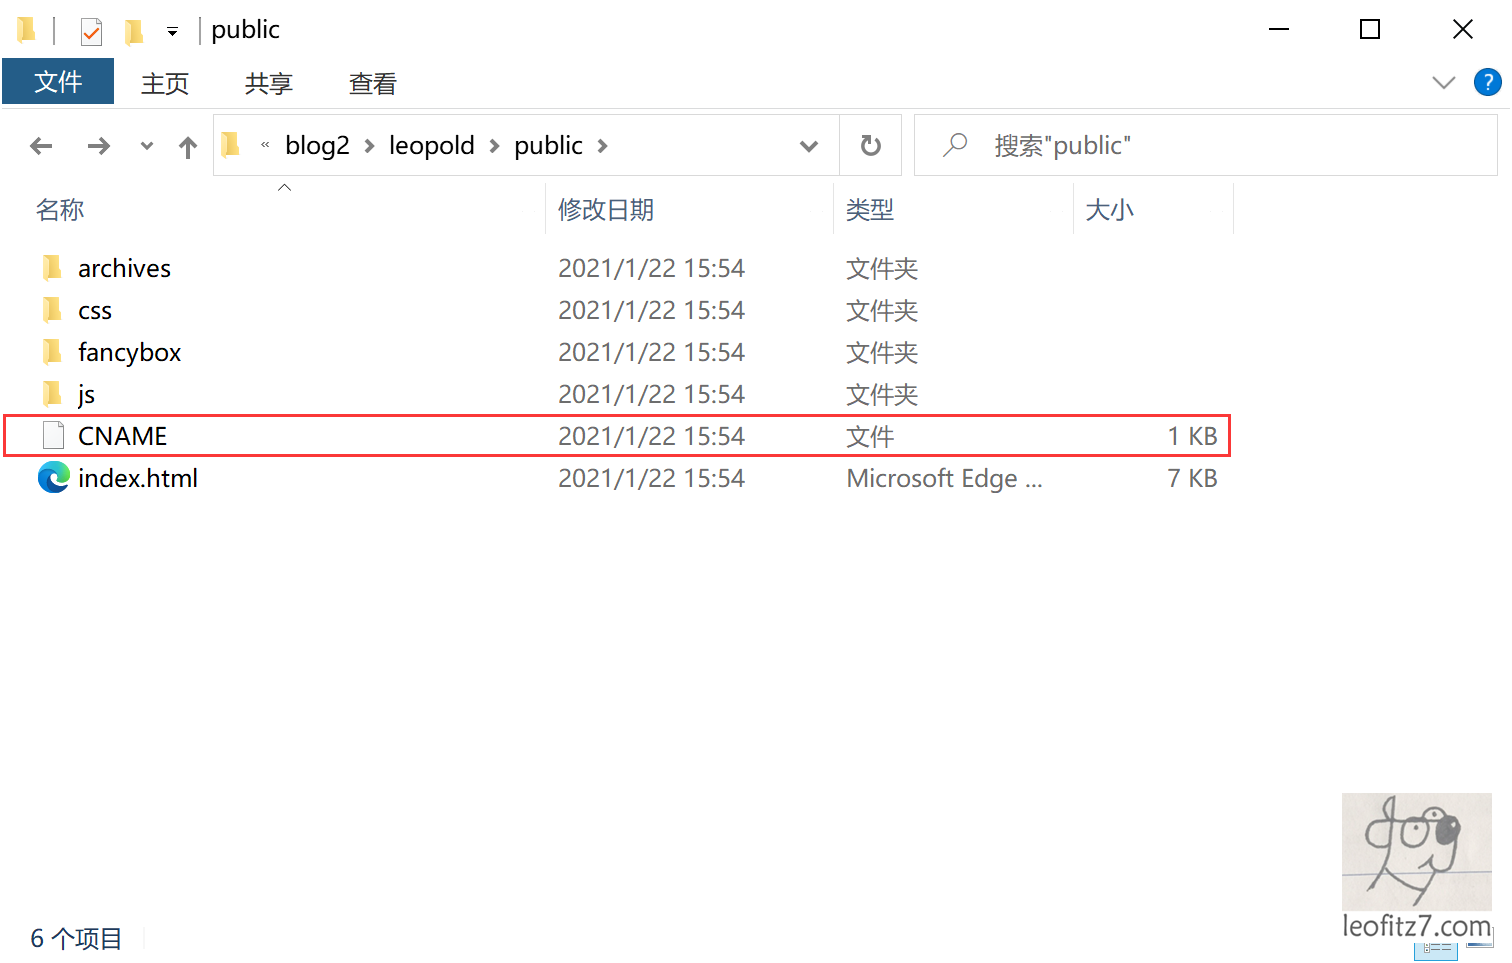 public
文件 主页 共享 查看 ?
« blog2 > leopold > public > 搜索"public"
名称 修改日期 类型 大小
archives 2021/1/22 15:54 文件夹
css 2021/1/22 15:54 文件夹
fancybox 2021/1/22 15:54 文件夹
js 2021/1/22 15:54 文件夹
CNAME 2021/1/22 15:54 文件 1 KB
index.html 2021/1/22 15:54 Microsoft Edge ... 7 KB
leofitz7.com
6 个项目